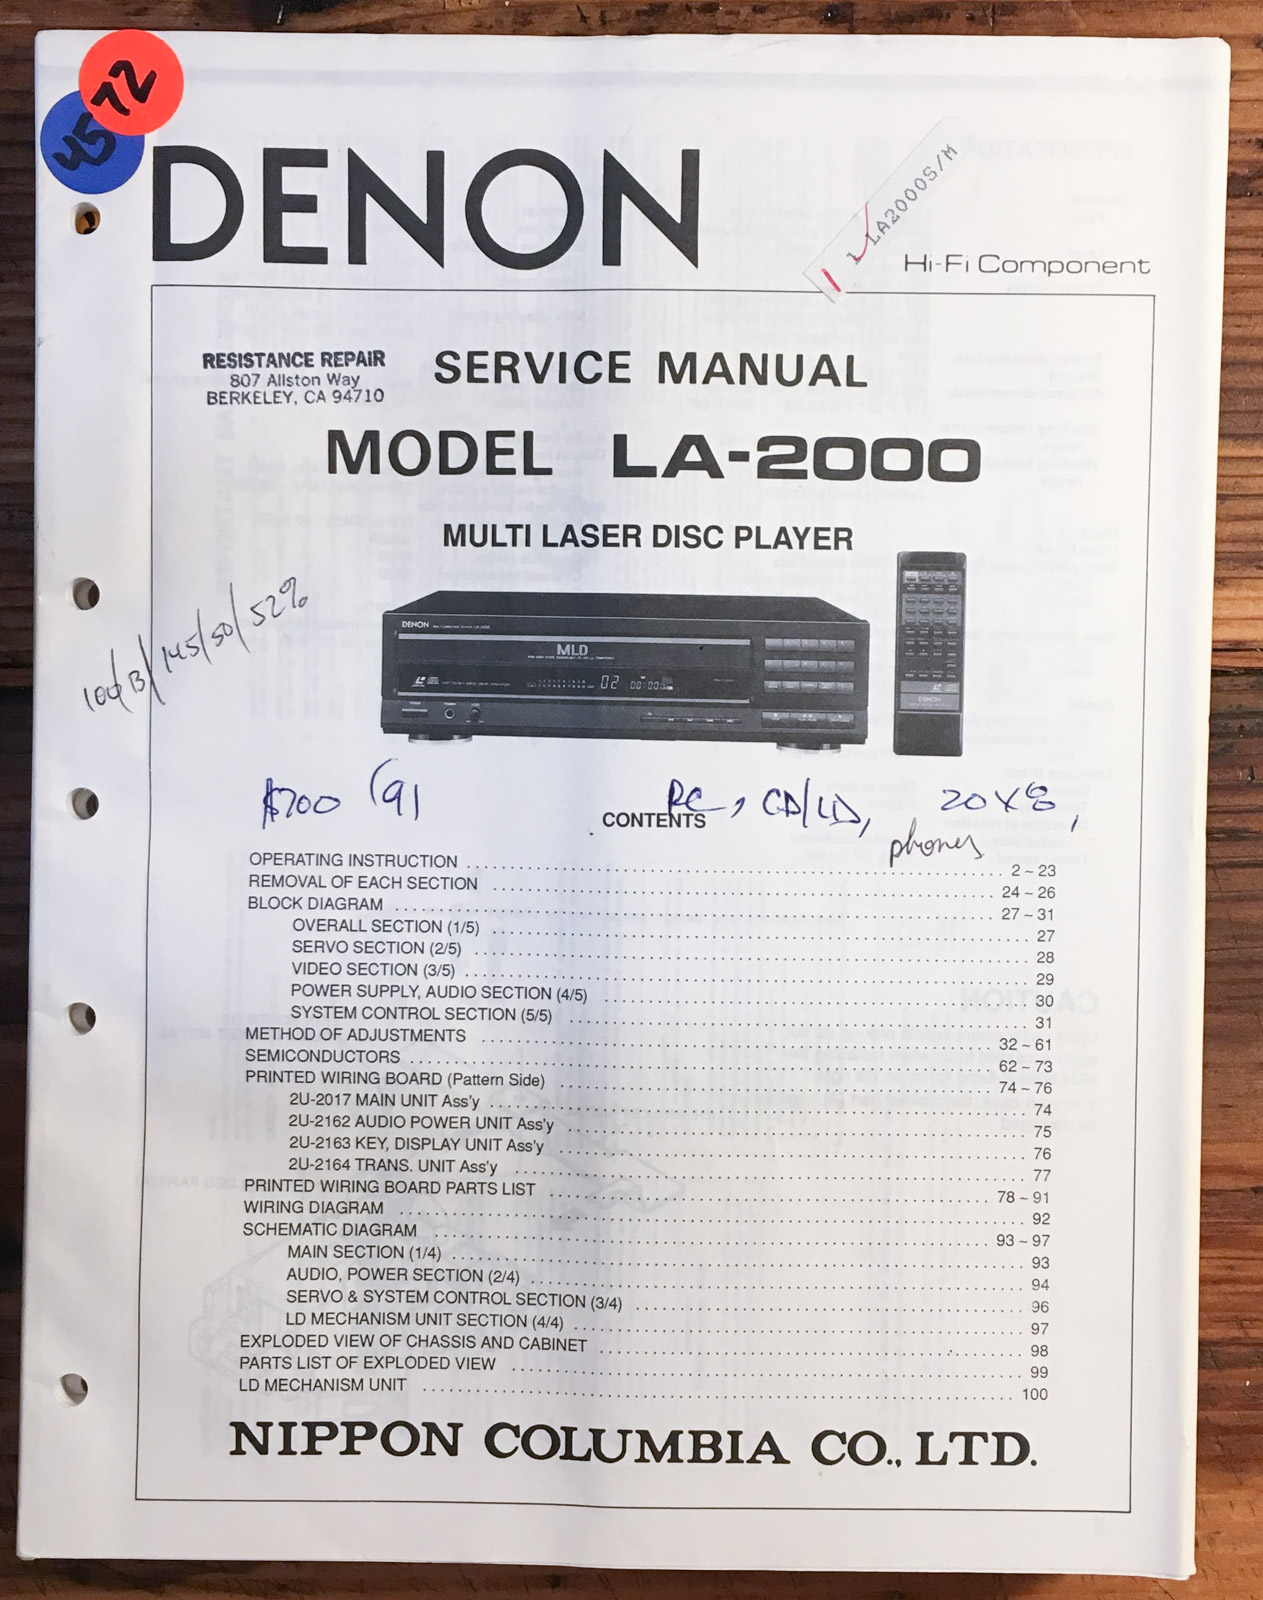 72
45
DENON
1 1 LA2000S/M
Hi-Fi Component
RESISTANCE REPAIR
807 Allston Way
BERKELEY, CA 94710
SERVICE MANUAL
MODEL LA-2000
MULTI LASER DISC PLAYER
DENON
MLD
02 00:00
DENON
145/50/52%
$700 (91
RC, CD/LD, 20X8,
phones
CONTENTS
OPERATING INSTRUCTION 2~23
REMOVAL OF EACH SECTION 24~26
BLOCK DIAGRAM 27~31
OVERALL SECTION (1/5) 27
SERVO SECTION (2/5) 28
VIDEO SECTION (3/5) 29
POWER SUPPLY, AUDIO SECTION (4/5) 30
SYSTEM CONTROL SECTION (5/5) 31
METHOD OF ADJUSTMENTS 32~61
SEMICONDUCTORS 62~73
PRINTED WIRING BOARD (Pattern Side) 74~76
2U-2017 MAIN UNIT Ass'y 74
2U-2162 AUDIO POWER UNIT Ass'y 75
2U-2163 KEY, DISPLAY UNIT Ass'y 76
2U-2164 TRANS. UNIT Ass'y 77
PRINTED WIRING BOARD PARTS LIST 78~91
WIRING DIAGRAM 92
SCHEMATIC DIAGRAM 93~97
MAIN SECTION (1/4) 93
AUDIO, POWER SECTION (2/4) 94
SERVO & SYSTEM CONTROL SECTION (3/4) 96
LD MECHANISM UNIT SECTION (4/4) 97
EXPLODED VIEW OF CHASSIS AND CABINET 98
PARTS LIST OF EXPLODED VIEW 99
LD MECHANISM UNIT 100
NIPPON COLUMBIA CO., LTD.